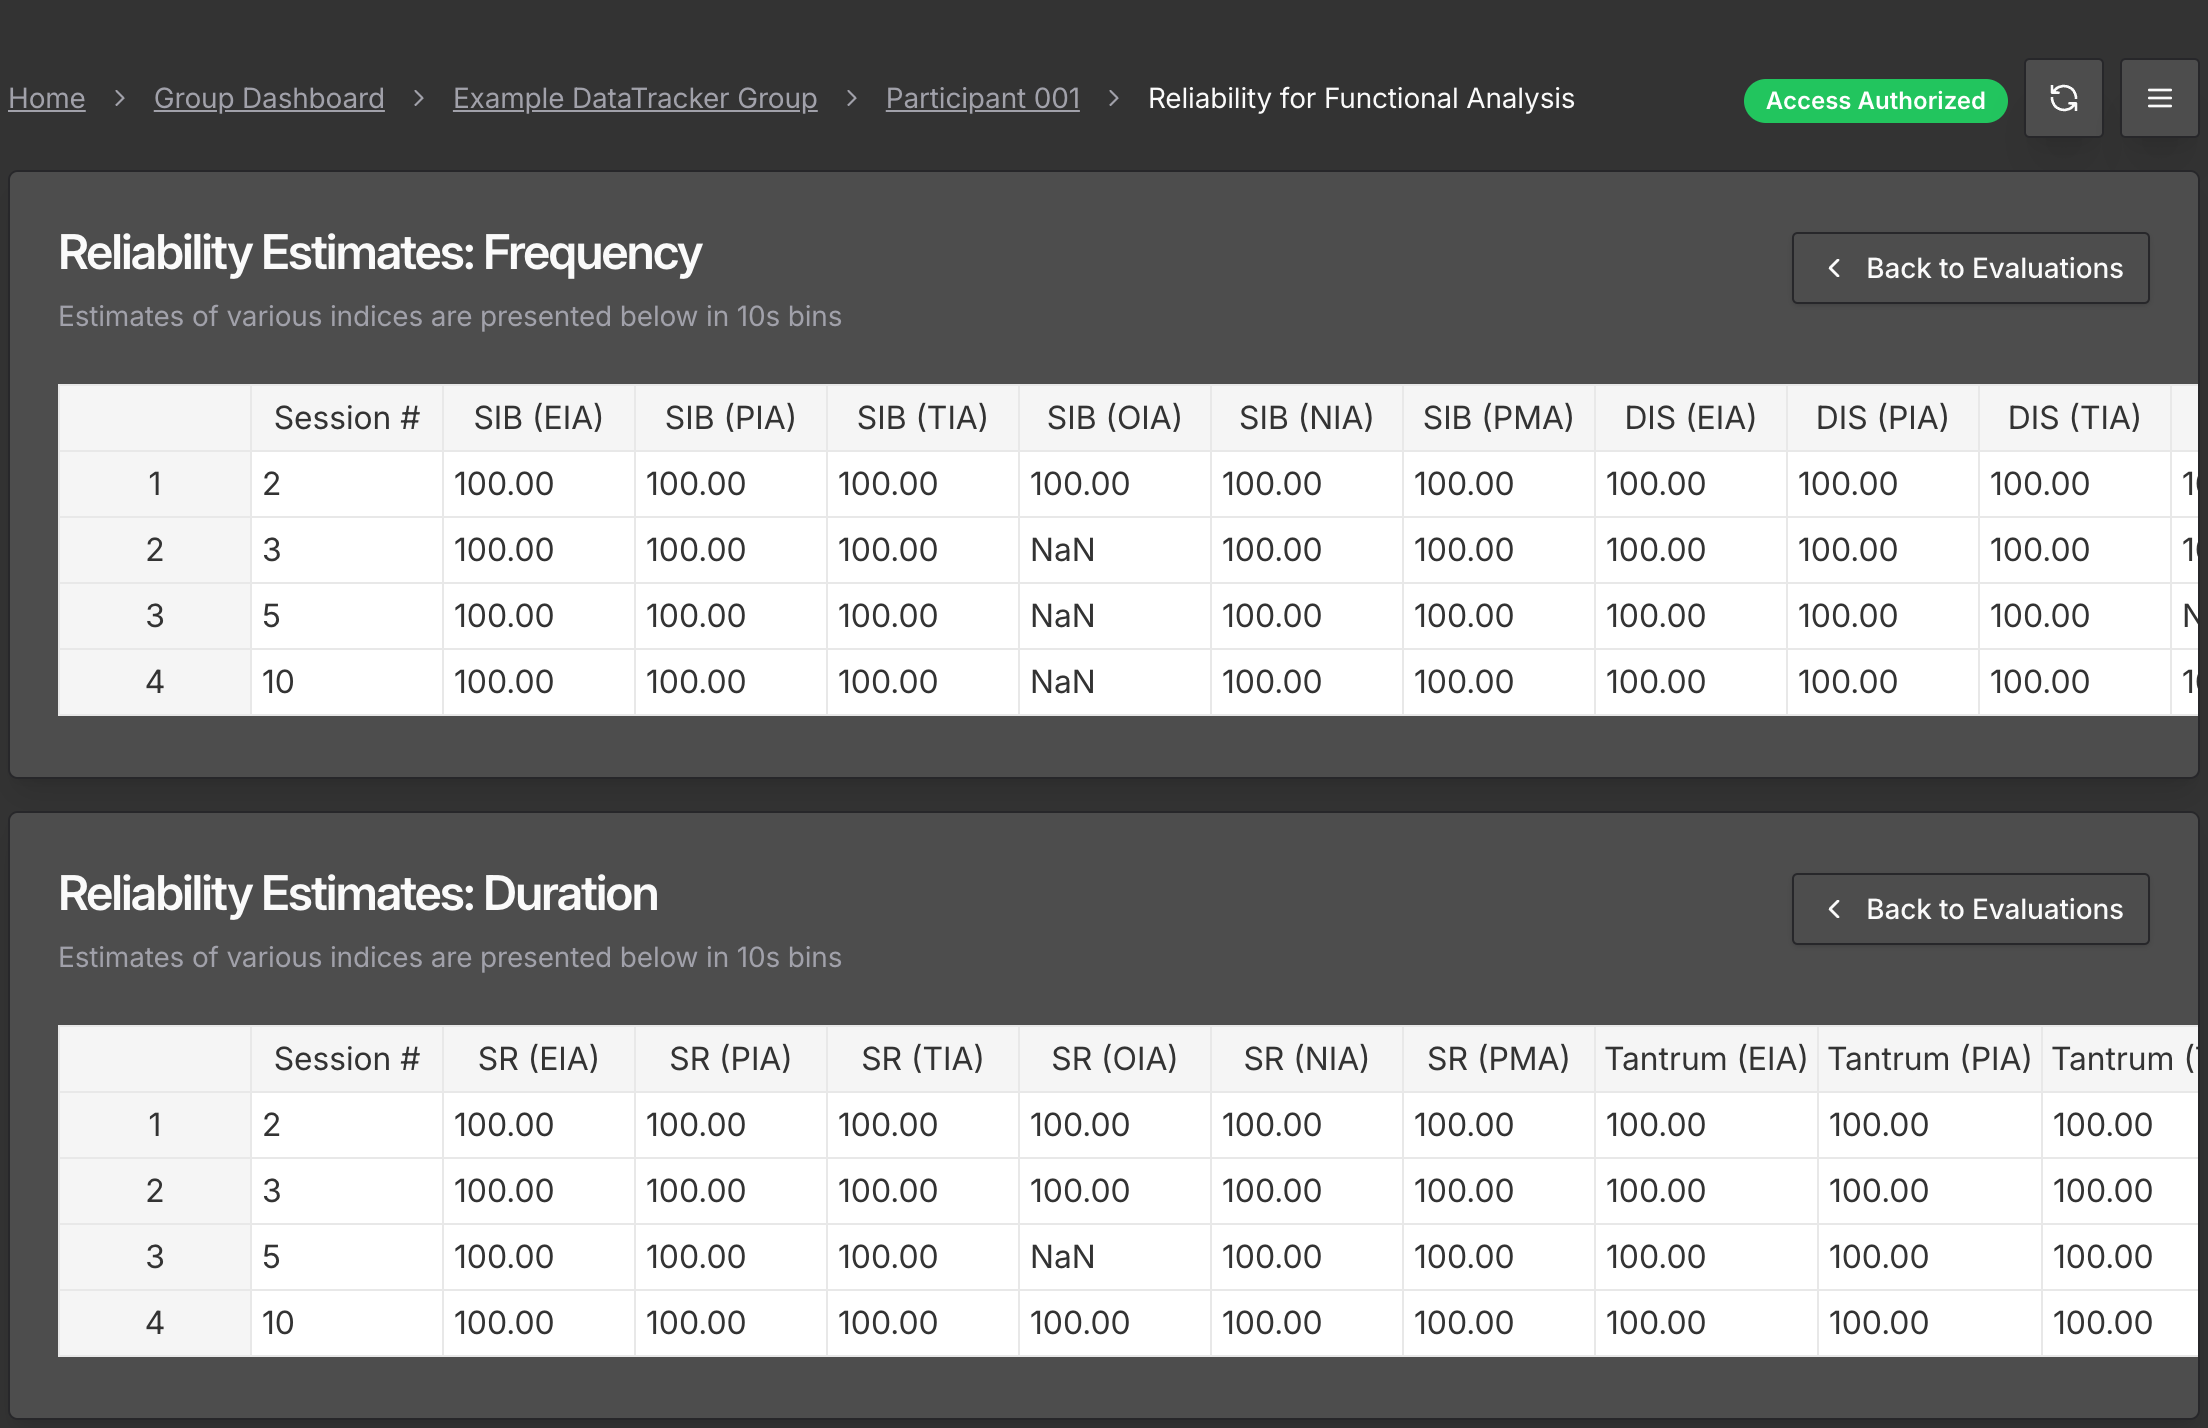 Home > Group Dashboard > Example DataTracker Group > Participant 001 > Reliability for Functional Analysis Access Authorized
Reliability Estimates: Frequency
Back to Evaluations
Estimates of various indices are presented below in 10s bins
Session # SIB (EIA) SIB (PIA) SIB (TIA) SIB (OIA) SIB (NIA) SIB (PMA) DIS (EIA) DIS (PIA) DIS (TIA)
1 2 100.00 100.00 100.00 100.00 100.00 100.00 100.00 100.00 100.00
2 3 100.00 100.00 100.00 NaN 100.00 100.00 100.00 100.00 100.00
3 5 100.00 100.00 100.00 NaN 100.00 100.00 100.00 100.00 100.00
4 10 100.00 100.00 100.00 NaN 100.00 100.00 100.00 100.00 100.00
Reliability Estimates: Duration
Back to Evaluations
Estimates of various indices are presented below in 10s bins
Session # SR (EIA) SR (PIA) SR (TIA) SR (OIA) SR (NIA) SR (PMA) Tantrum (EIA) Tantrum (PIA) Tantrum
1 2 100.00 100.00 100.00 100.00 100.00 100.00 100.00 100.00 100.00
2 3 100.00 100.00 100.00 100.00 100.00 100.00 100.00 100.00 100.00
3 5 100.00 100.00 100.00 NaN 100.00 100.00 100.00 100.00 100.00
4 10 100.00 100.00 100.00 100.00 100.00 100.00 100.00 100.00 100.00